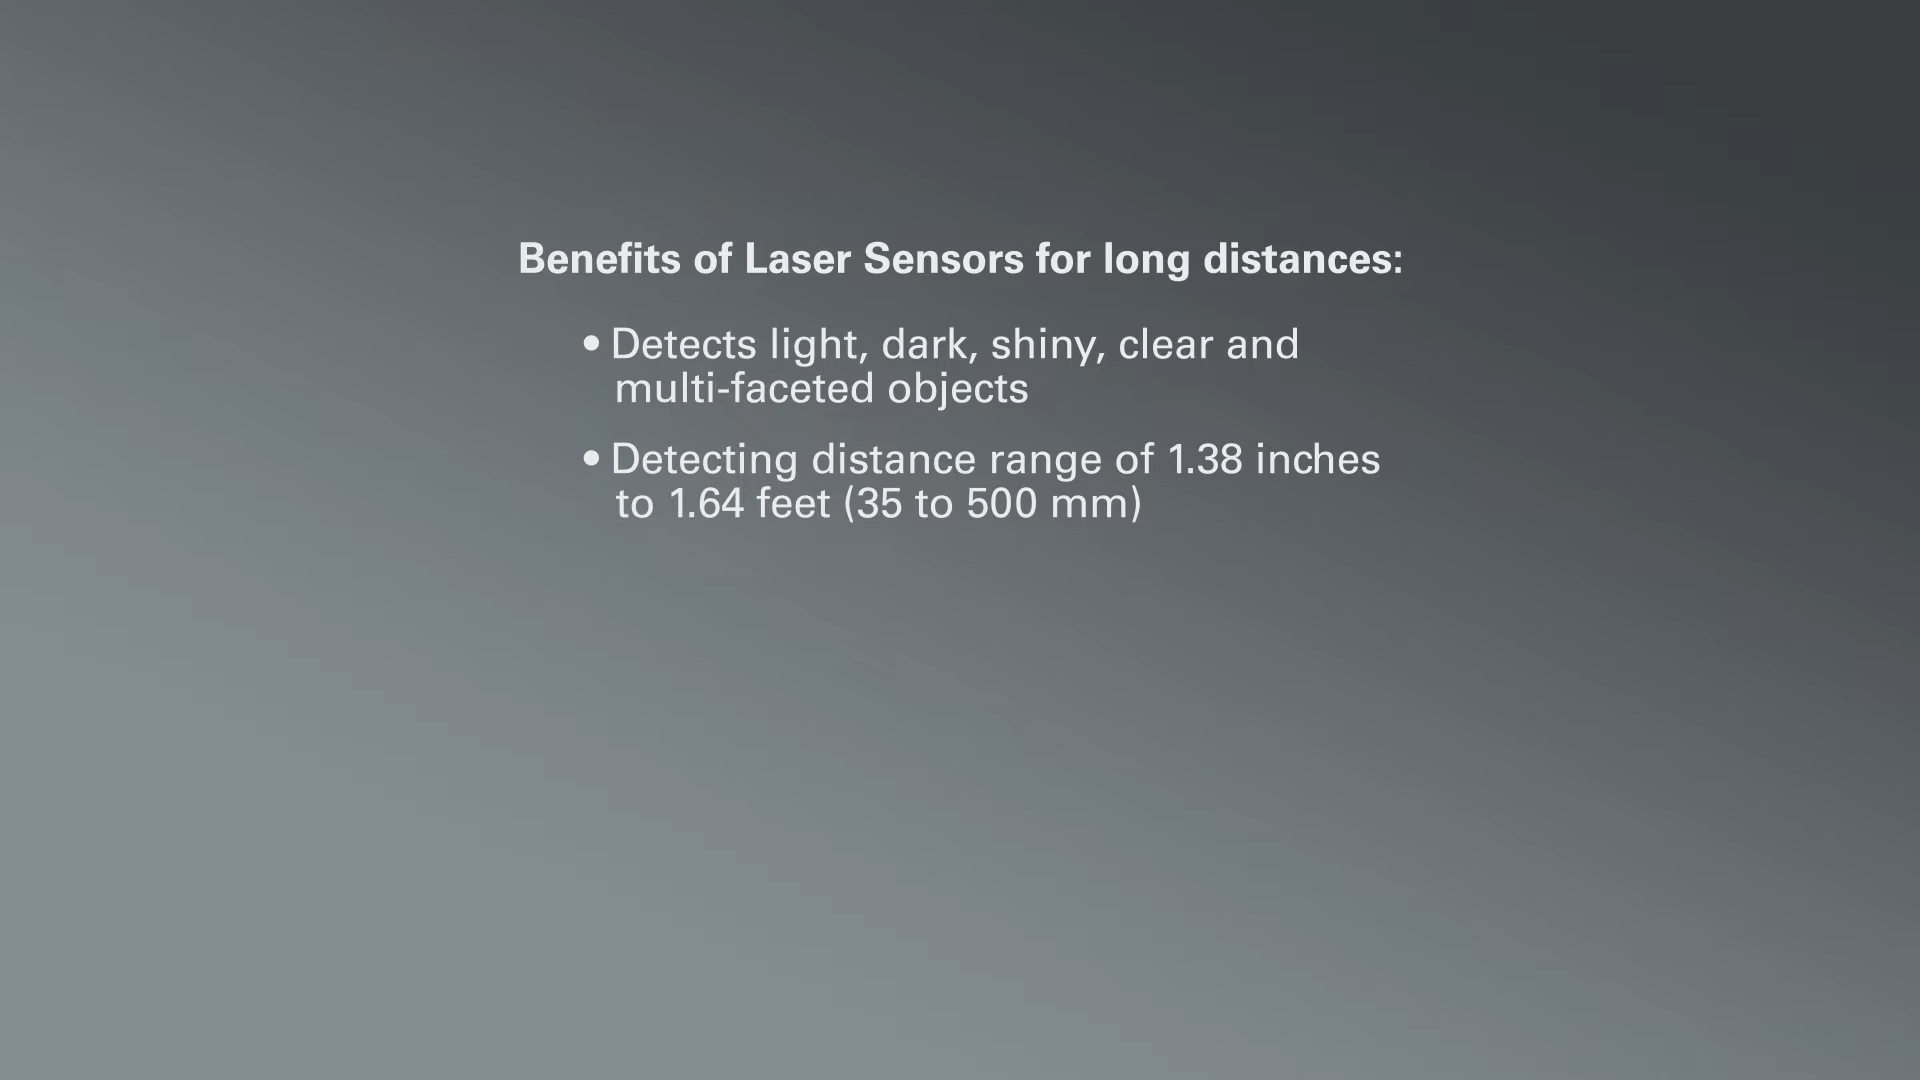 Benefits of Laser Sensors for long distances:
• Detects light, dark, shiny, clear and
multi-faceted objects
• Detecting distance range of 1.38 inches
to 1.64 feet (35 to 500 mm)